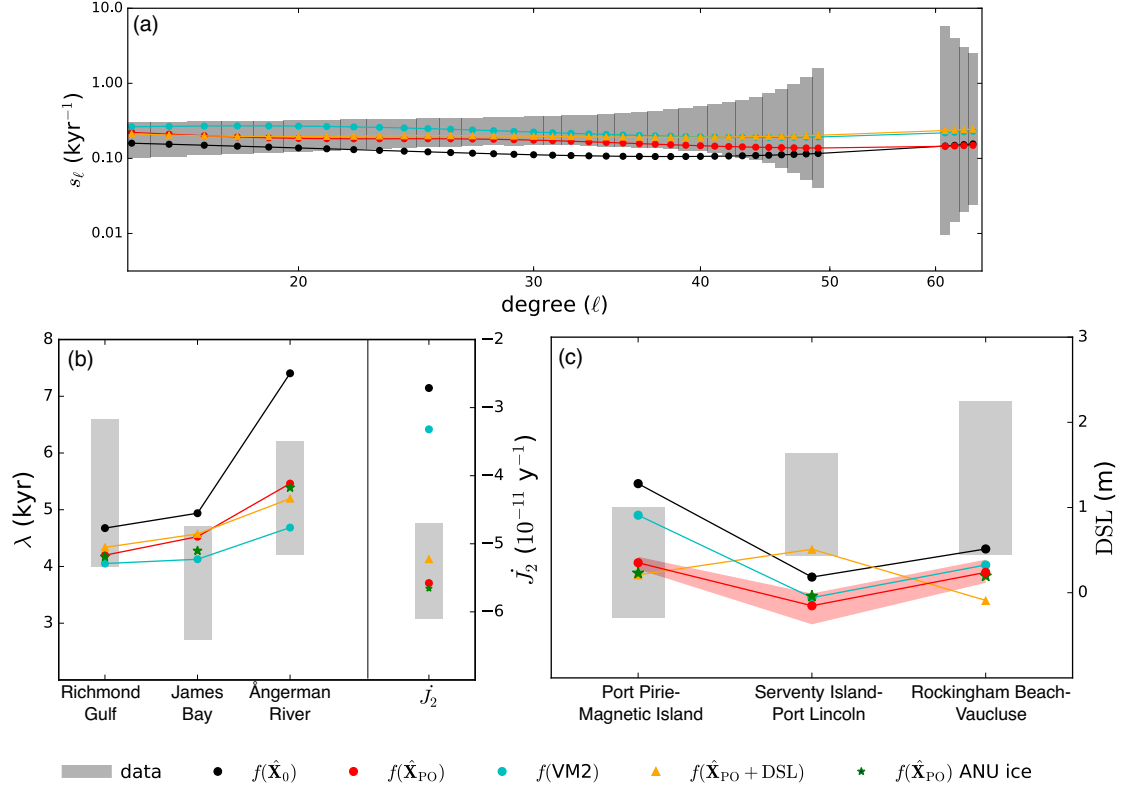 (a)
10.0
1.00
0.10
0.01
s_ℓ (kyr⁻¹)
20 30 40 50 60
degree (ℓ)
(b)
8
7
6
5
4
3
λ (kyr)
−2
−3
−4
−5
−6
J̇₂ (10⁻¹¹ y⁻¹)
Richmond Gulf
James Bay
Ångerman River
J̇₂
(c)
3
2
1
0
DSL (m)
Port Pirie-
Magnetic Island
Serventy Island-
Port Lincoln
Rockingham Beach-
Vaucluse
data f(X̂₀) f(X̂_PO) f(VM2) f(X̂_PO + DSL) f(X̂_PO) ANU ice